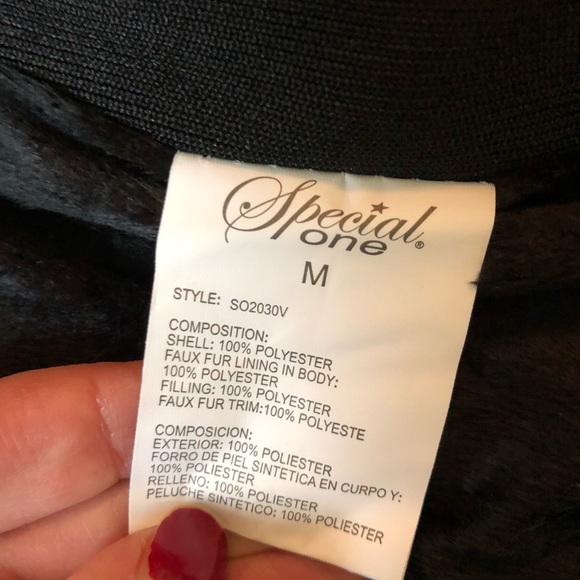 Special
one®
M
STYLE: SO2030V
COMPOSITION:
SHELL: 100% POLYESTER
FAUX FUR LINING IN BODY:
100% POLYESTER
FILLING: 100% POLYESTER
FAUX FUR TRIM:100% POLYESTE
COMPOSICION:
EXTERIOR: 100% POLIESTER
FORRO DE PIEL SINTETICA EN CURPO Y:
100% POLIESTER
RELLENO: 100% POLIESTER
PELUCHE SINTETICO: 100% POLIESTER